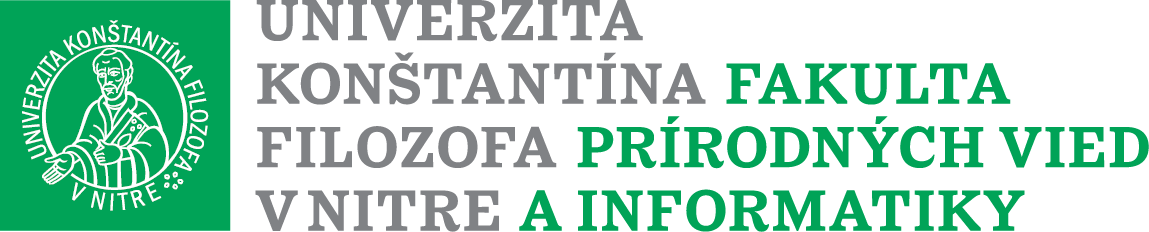 UNIVERZITA KONŠTANTÍNA FILOZOFA
V NITRE
UNIVERZITA
KONŠTANTÍNA FAKULTA
FILOZOFA PRÍRODNÝCH VIED
V NITRE A INFORMATIKY